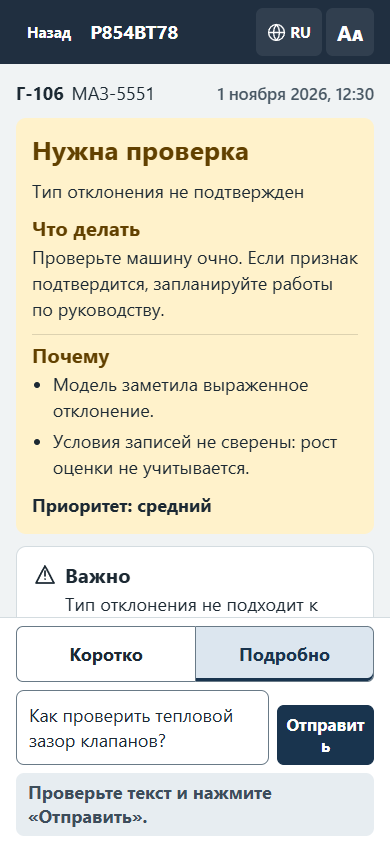 Назад P854BT78 RU Aᴀ
Г-106 МАЗ-5551 1 ноября 2026, 12:30
Нужна проверка
Тип отклонения не подтвержден
Что делать
Проверьте машину очно. Если признак
подтвердится, запланируйте работы
по руководству.
Почему
• Модель заметила выраженное
отклонение.
• Условия записей не сверены: рост
оценки не учитывается.
Приоритет: средний
Важно
Тип отклонения не подходит к
Коротко Подробно
Как проверить тепловой
зазор клапанов?
Отправит
ь
Проверьте текст и нажмите
«Отправить».